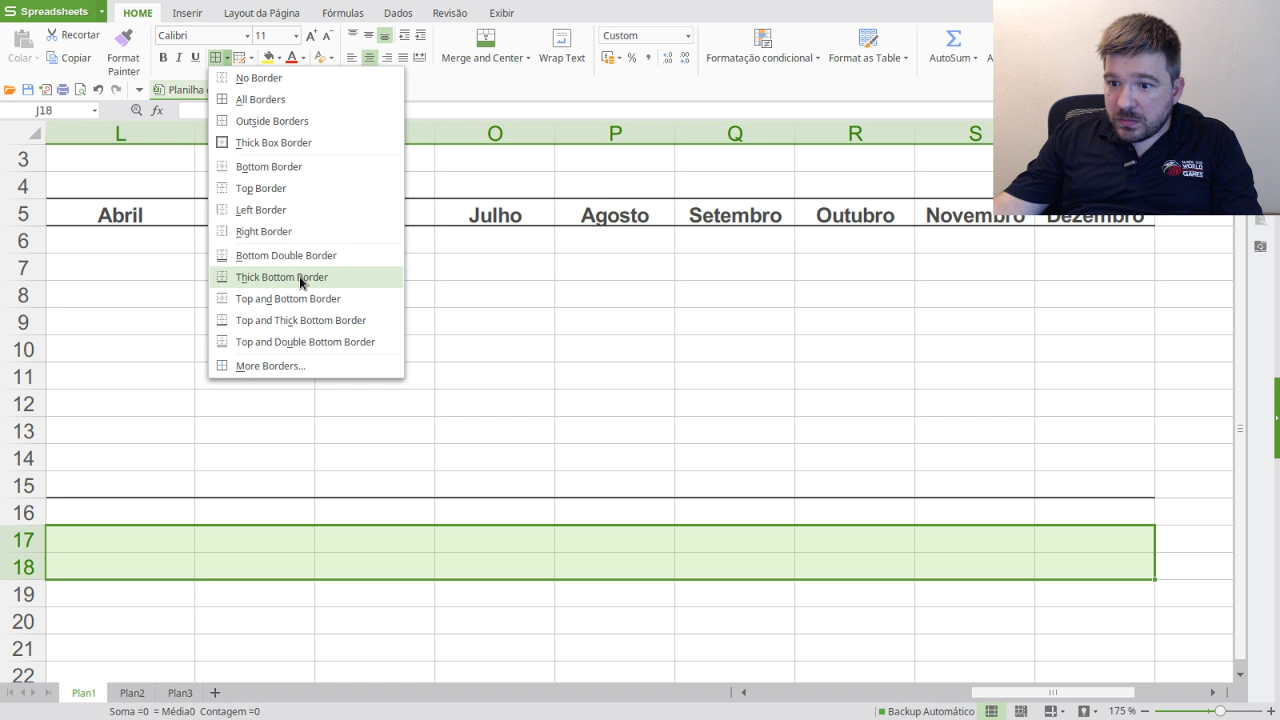 Spreadsheets HOME Inserir Layout da Página Fórmulas Dados Revisão Exibir
Recortar Calibri 11 A A Custom
Colar Copiar Format Painter B I U A Merge and Center Wrap Text % Formatação condicional Format as Table AutoSum
Planilha
J18 fx
No Border
All Borders
Outside Borders
Thick Box Border
Bottom Border
Top Border
Left Border
Right Border
Bottom Double Border
Thick Bottom Border
Top and Bottom Border
Top and Thick Bottom Border
Top and Double Bottom Border
More Borders...
L O P Q R S
3
4
5 Abril Julho Agosto Setembro Outubro Novembro Dezembro
6
7
8
9
10
11
12
13
14
15
16
17
18
19
20
21
22
WORLD
GAMES
Plan1 Plan2 Plan3 +
Soma =0 = Média0 Contagem =0 Backup Automático 175 %